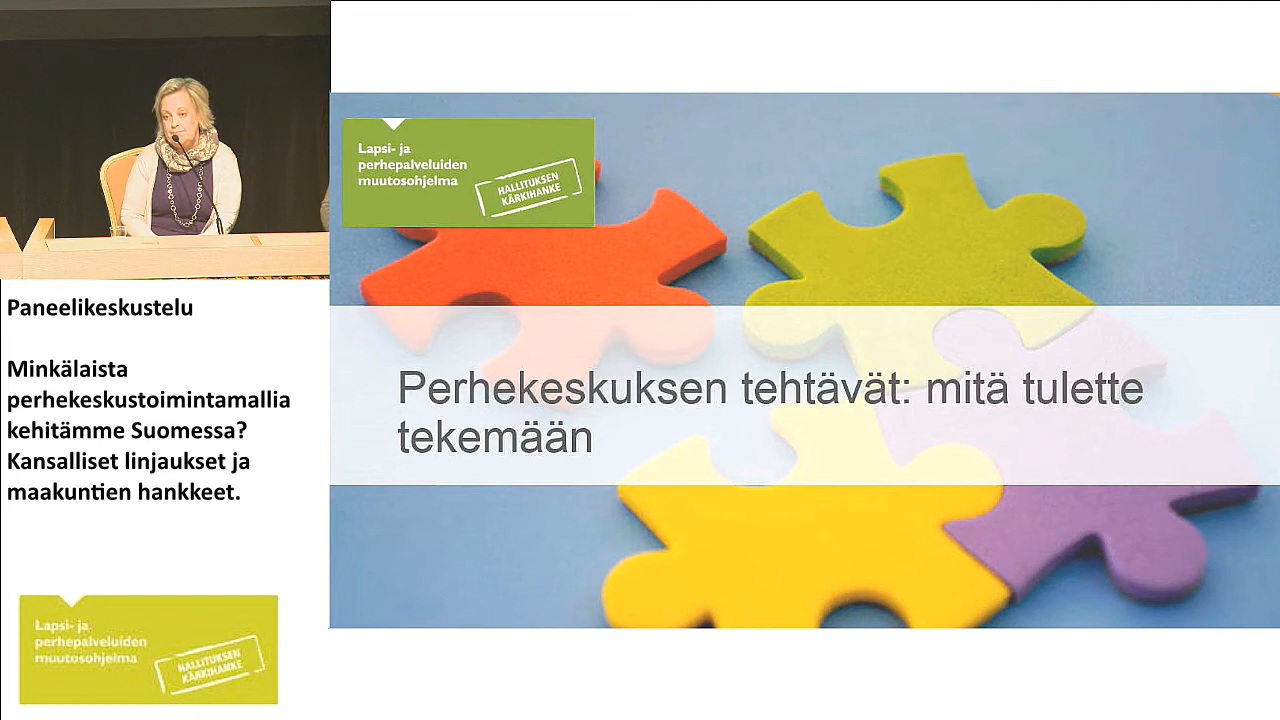 Paneelikeskustelu
Minkälaista
perhekeskustoimintamallia
kehitämme Suomessa?
Kansalliset linjaukset ja
maakuntien hankkeet.
Lapsi- ja
perhepalveluiden
muutosohjelma
HALLITUKSEN
KÄRKIHANKE
Lapsi- ja
perhepalveluiden
muutosohjelma
HALLITUKSEN
KÄRKIHANKE
Perhekeskuksen tehtävät: mitä tulette
tekemään